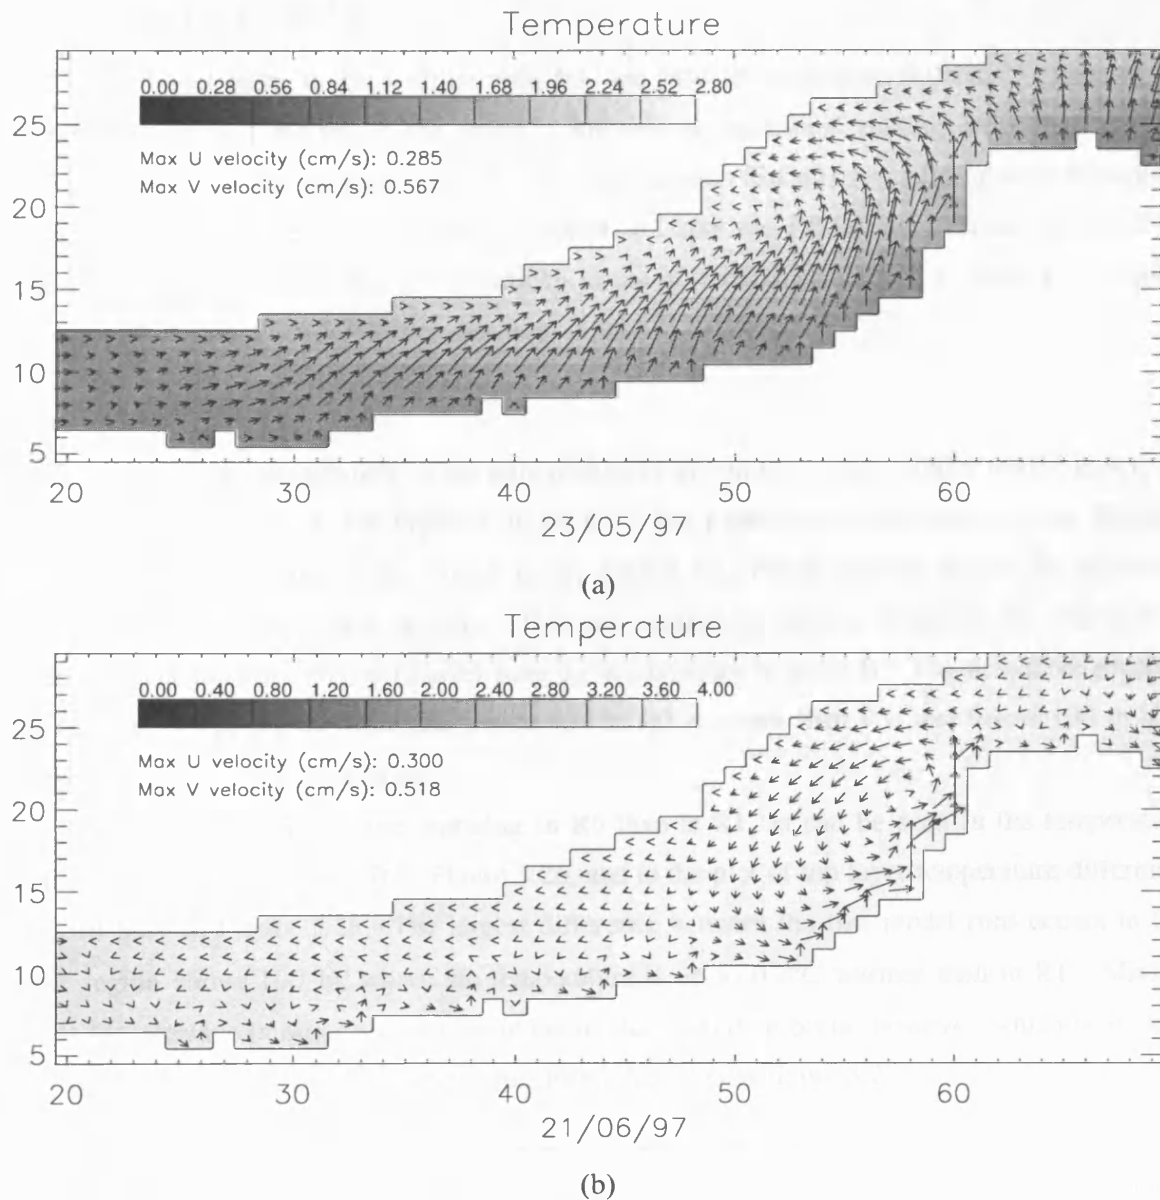 Temperature
0.00 0.28 0.56 0.84 1.12 1.40 1.68 1.96 2.24 2.52 2.80
Max U velocity (cm/s): 0.285
Max V velocity (cm/s): 0.567
25
20
15
10
5
20 30 40 50 60
23/05/97
(a)
Temperature
0.00 0.40 0.80 1.20 1.60 2.00 2.40 2.80 3.20 3.60 4.00
Max U velocity (cm/s): 0.300
Max V velocity (cm/s): 0.518
25
20
15
10
5
20 30 40 50 60
21/06/97
(b)